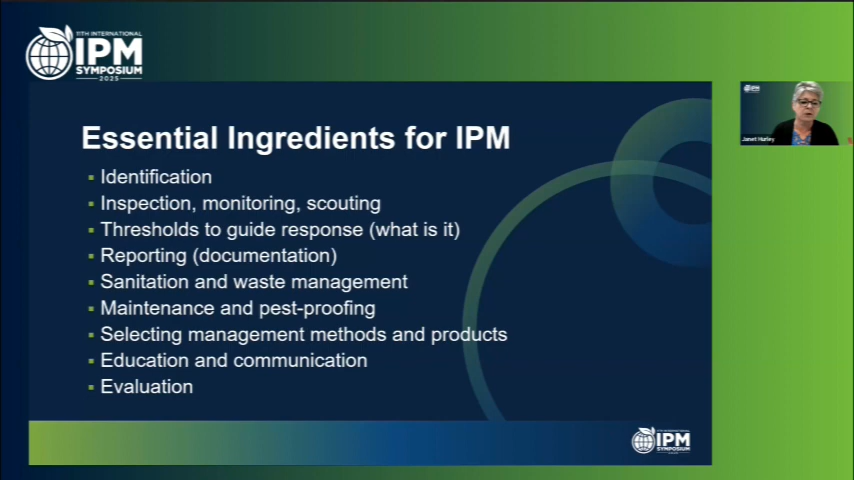 11TH INTERNATIONAL
IPM
SYMPOSIUM
2025
Essential Ingredients for IPM
Identification
Inspection, monitoring, scouting
Thresholds to guide response (what is it)
Reporting (documentation)
Sanitation and waste management
Maintenance and pest-proofing
Selecting management methods and products
Education and communication
Evaluation
Janet Hurley
11TH INTERNATIONAL
IPM
SYMPOSIUM